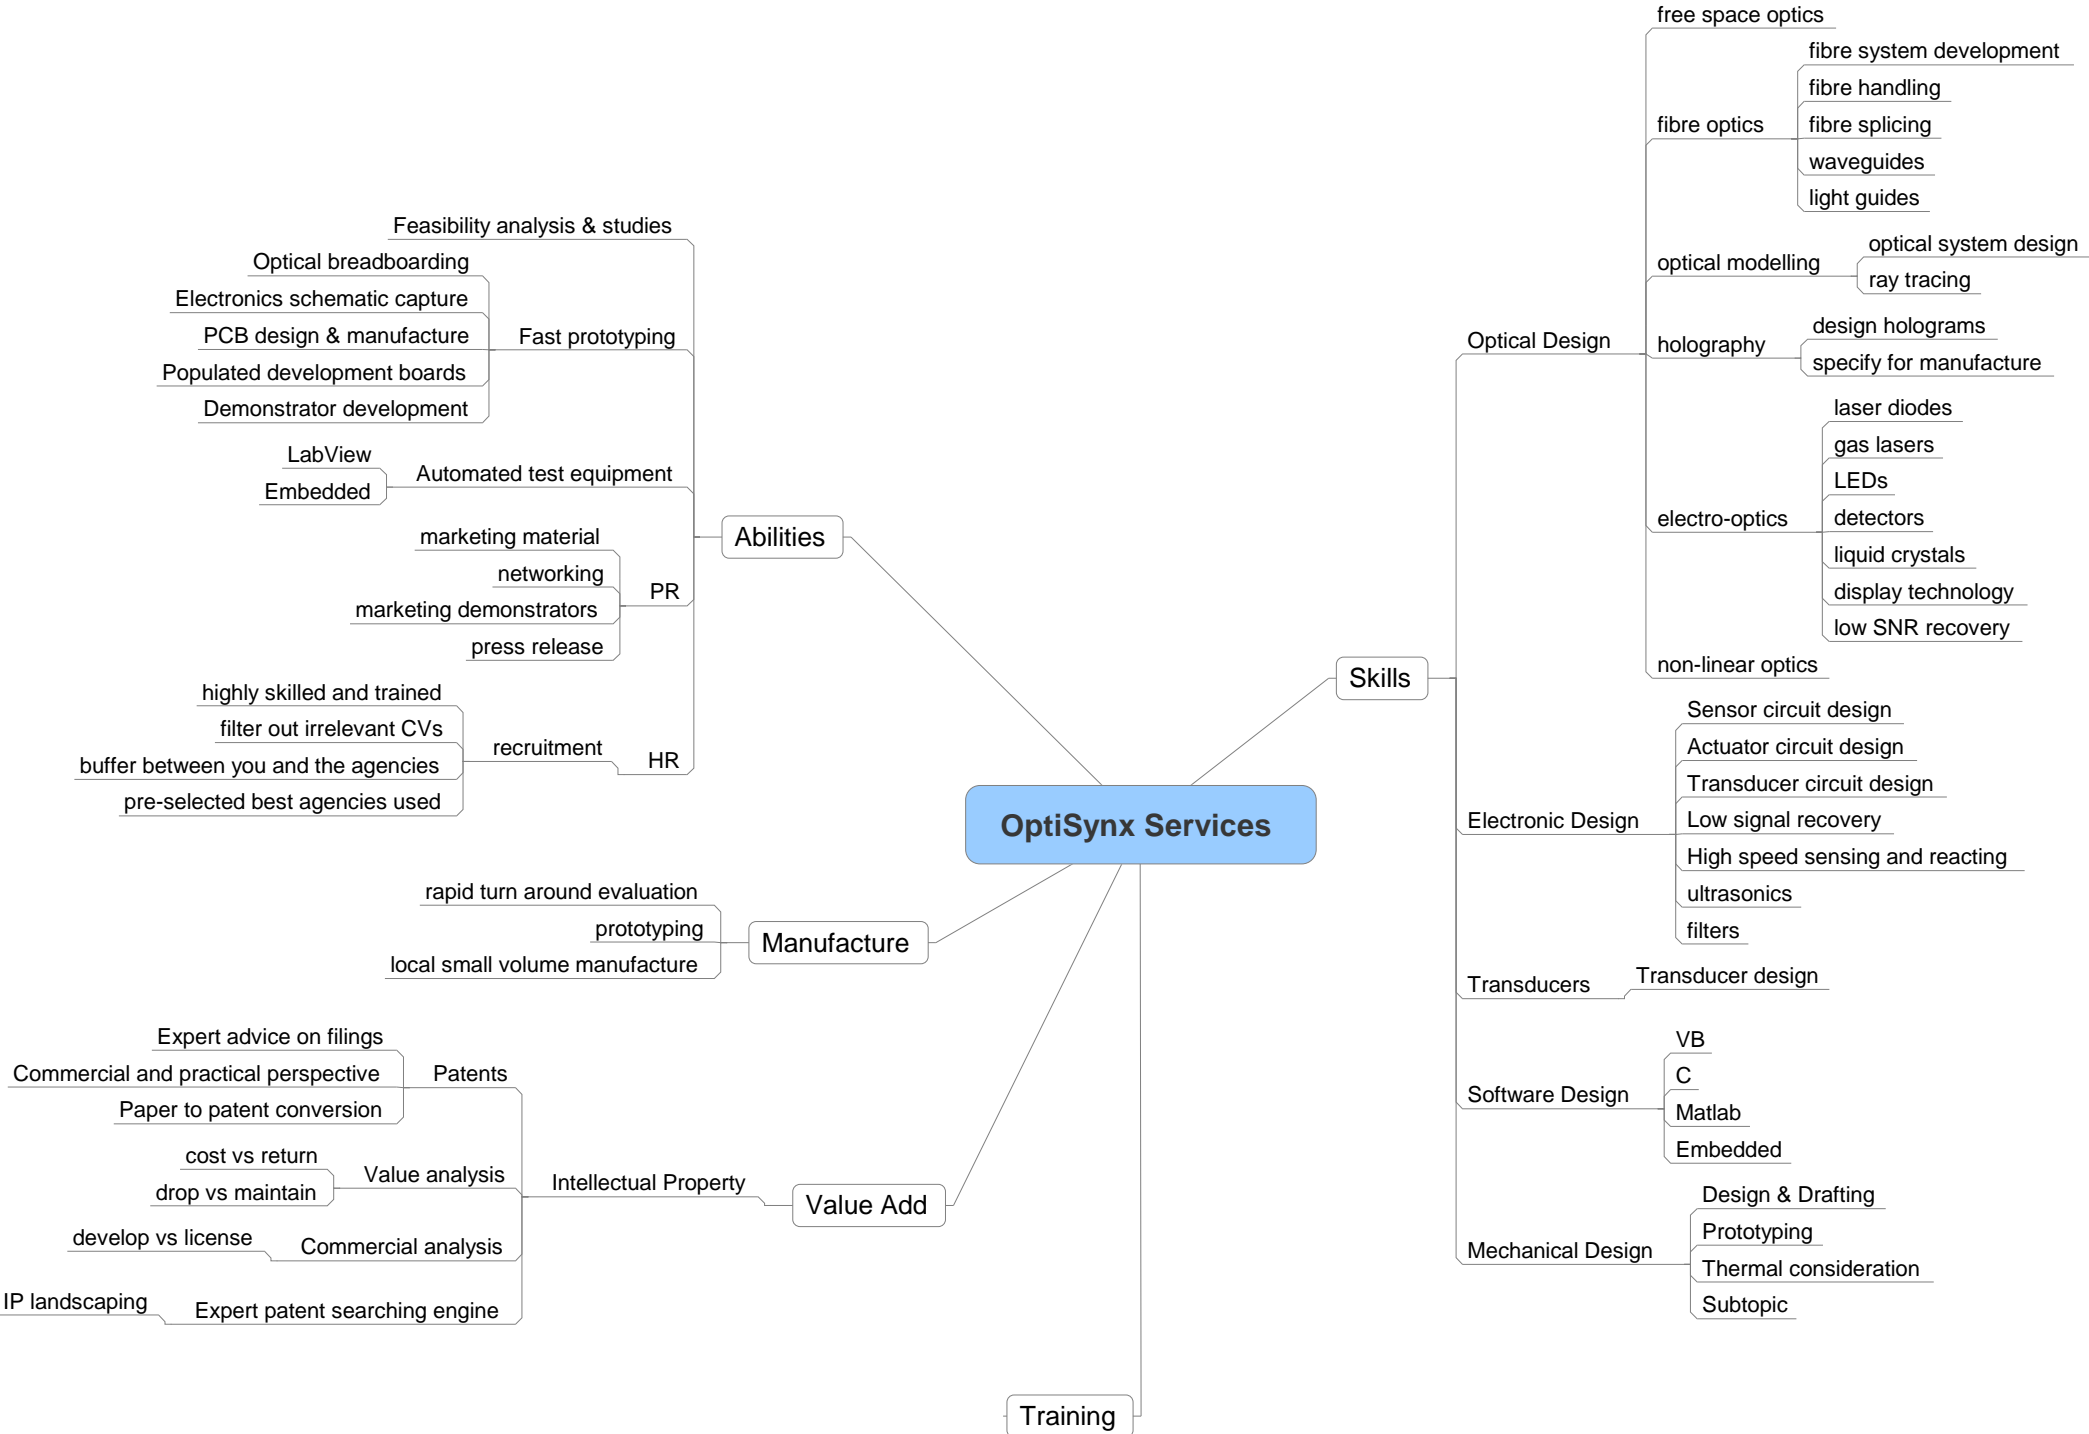 OptiSynx Services
Abilities
Feasibility analysis & studies
Fast prototyping
Optical breadboarding
Electronics schematic capture
PCB design & manufacture
Populated development boards
Demonstrator development
Automated test equipment
LabView
Embedded
PR
marketing material
networking
marketing demonstrators
press release
HR
recruitment
highly skilled and trained
filter out irrelevant CVs
buffer between you and the agencies
pre-selected best agencies used
Manufacture
rapid turn around evaluation
prototyping
local small volume manufacture
Value Add
Intellectual Property
Patents
Expert advice on filings
Commercial and practical perspective
Paper to patent conversion
Value analysis
cost vs return
drop vs maintain
Commercial analysis
develop vs license
Expert patent searching engine
IP landscaping
Training
Skills
Optical Design
free space optics
fibre optics
fibre system development
fibre handling
fibre splicing
waveguides
light guides
optical modelling
optical system design
ray tracing
holography
design holograms
specify for manufacture
electro-optics
laser diodes
gas lasers
LEDs
detectors
liquid crystals
display technology
low SNR recovery
non-linear optics
Electronic Design
Sensor circuit design
Actuator circuit design
Transducer circuit design
Low signal recovery
High speed sensing and reacting
ultrasonics
filters
Transducers
Transducer design
Software Design
VB
C
Matlab
Embedded
Mechanical Design
Design & Drafting
Prototyping
Thermal consideration
Subtopic